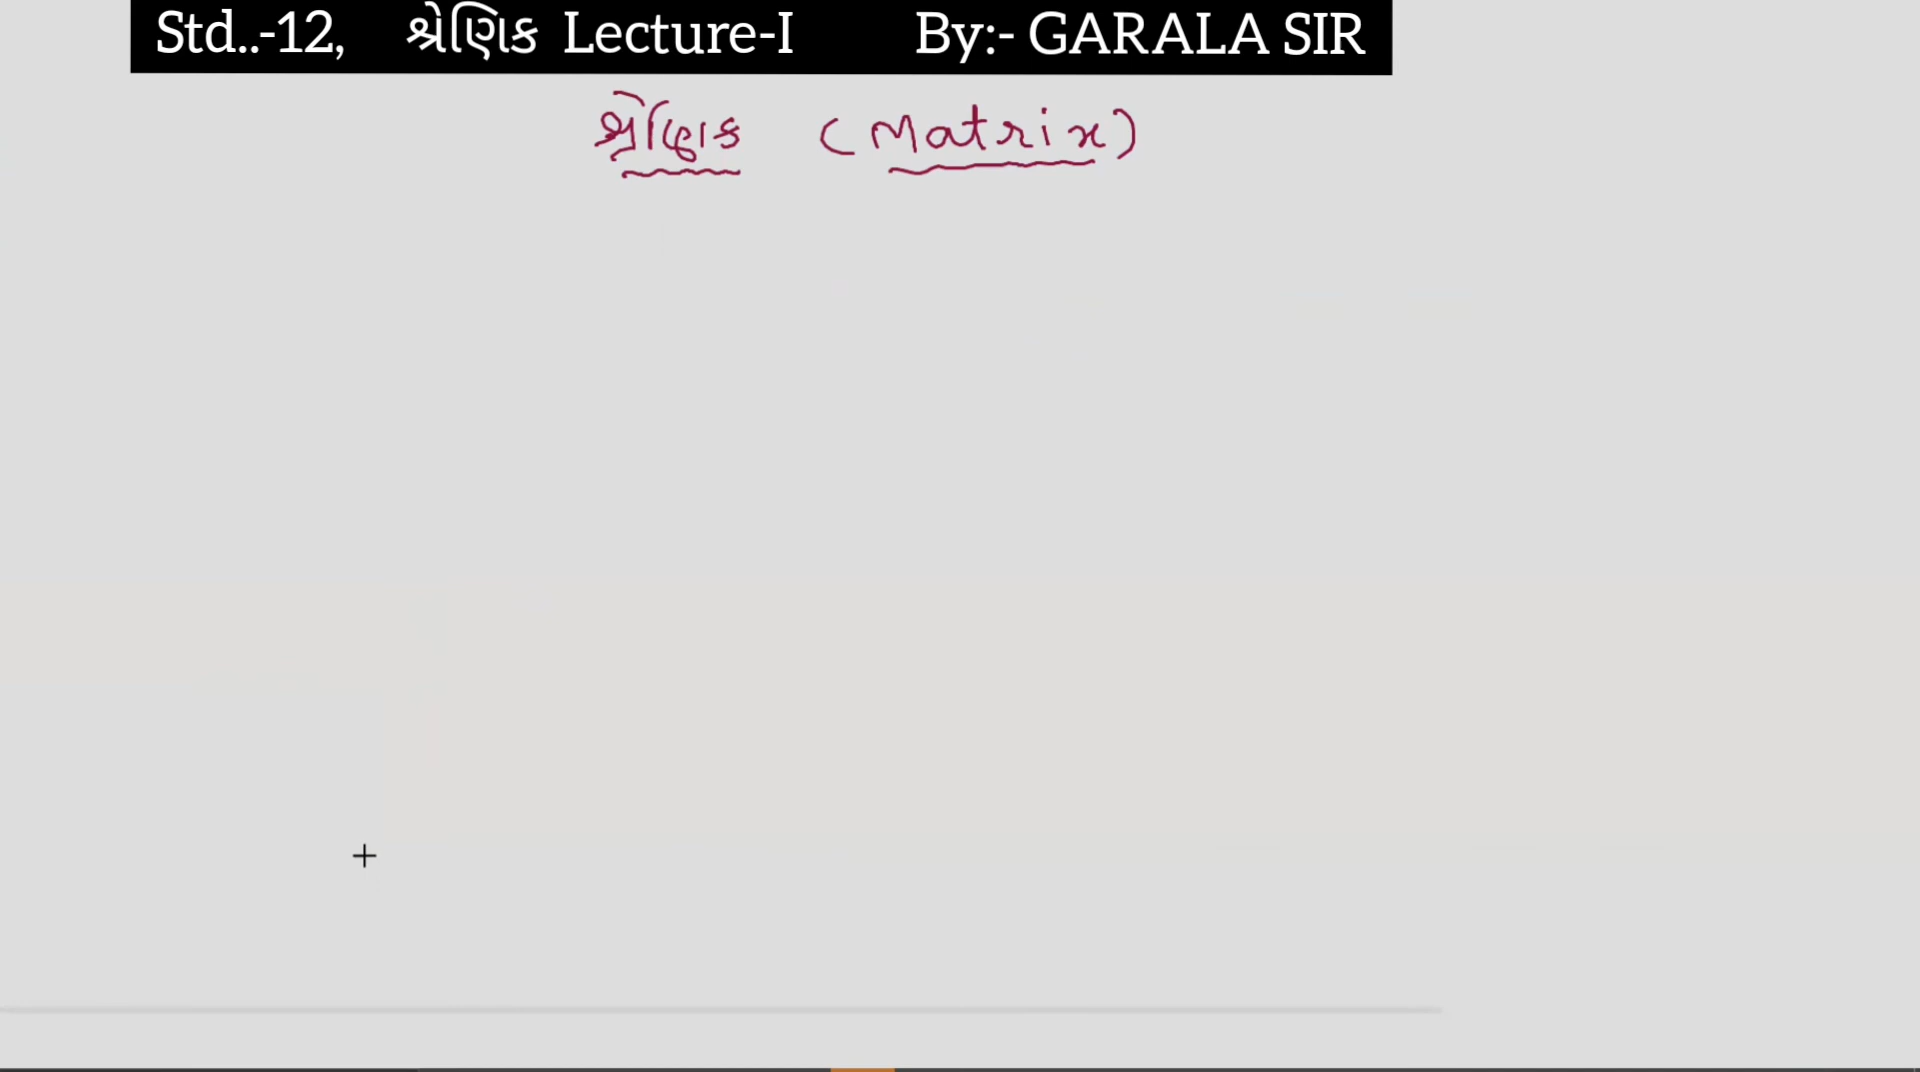 Std..-12, શ્રેણિક Lecture-I By:- GARALA SIR
શ્રેણિક (Matrix)